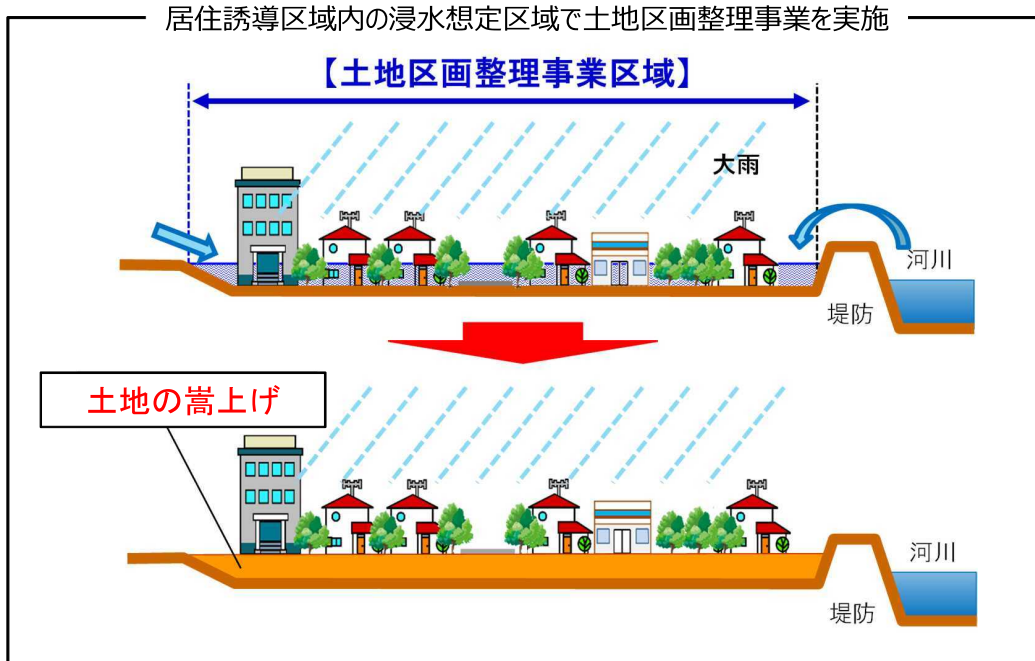 居住誘導区域内の浸水想定区域で土地区画整理事業を実施
【土地区画整理事業区域】
大雨
河川
堤防
土地の嵩上げ
河川
堤防